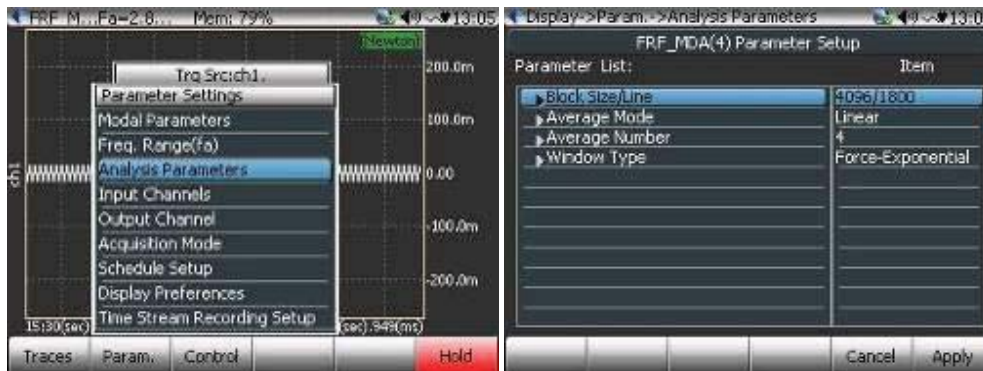 FRF M...Fa=2.8... Mem: 79% 13:05
[Newton]
200.0m
Trg Src:ch1.
Parameter Settings
Modal Parameters
100.0m
Freq. Range(fa)
Analysis Parameters
ch1
0.00
Input Channels
Output Channel
-100.0m
Acquisition Mode
Schedule Setup
-200.0m
Display Preferences
Time Stream Recording Setup
15:30(sec) (sec).949(ms)
Traces Param. Control Hold
Display->Param.->Analysis Parameters 13:0
FRF_MDA(4) Parameter Setup
Parameter List: Item
Block Size/Line 4096/1800
Average Mode Linear
Average Number 4
Window Type Force-Exponential
Cancel Apply